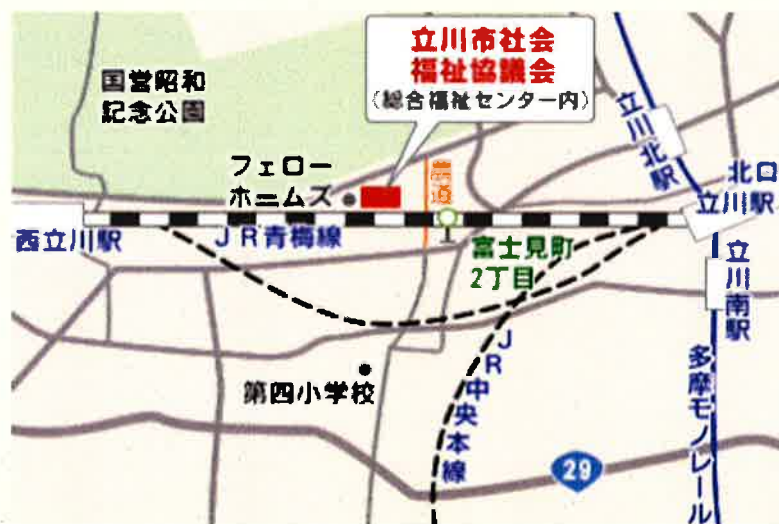 立川市社会
福祉協議会
(総合福祉センター内)
国営昭和
記念公園
フェロー
ホームズ
立川北駅
北口
立川駅
西立川駅
JR青梅線
富士見町
2丁目
立川南駅
第四小学校
JR中央本線
多摩モノレール
29